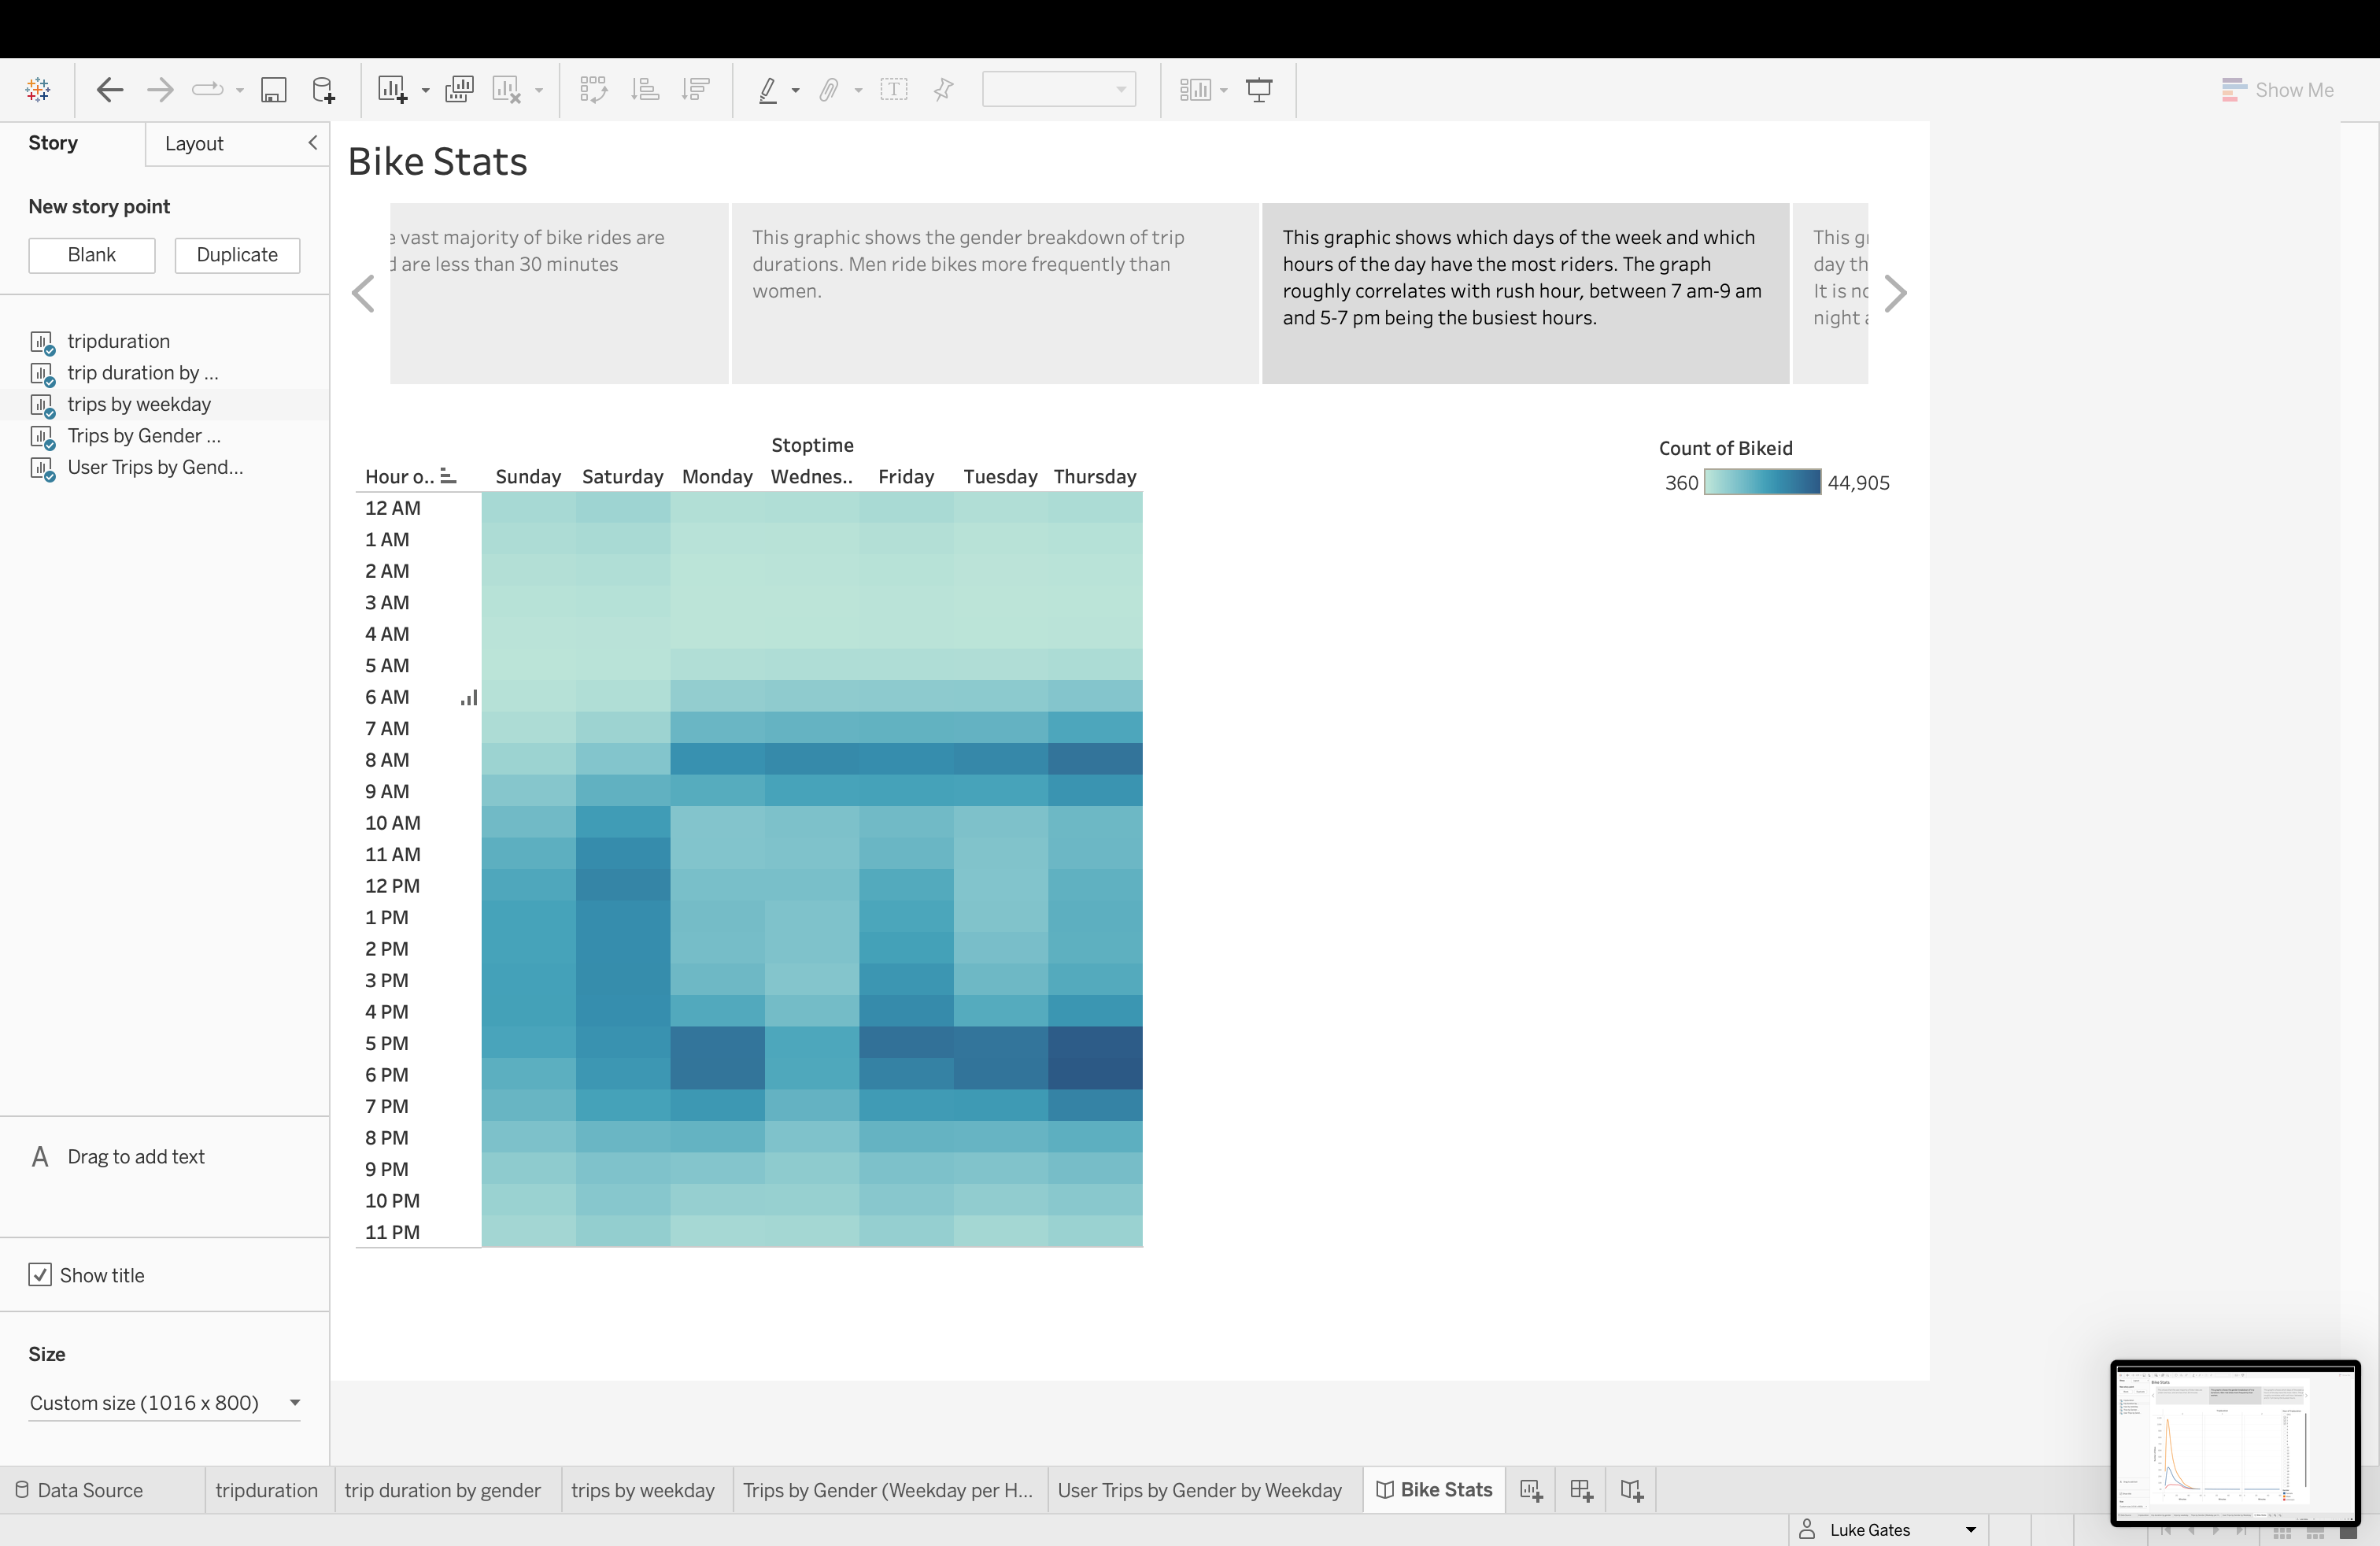 Show Me
Story
Layout
New story point
Blank
Duplicate
tripduration
trip duration by ...
trips by weekday
Trips by Gender ...
User Trips by Gend...
A Drag to add text
Show title
Size
Custom size (1016 x 800)
Bike Stats
e vast majority of bike rides are
d are less than 30 minutes
This graphic shows the gender breakdown of trip
durations. Men ride bikes more frequently than
women.
This graphic shows which days of the week and which
hours of the day have the most riders. The graph
roughly correlates with rush hour, between 7 am-9 am
and 5-7 pm being the busiest hours.
This gr
day th
It is no
night a
Stoptime
Hour o.. Sunday Saturday Monday Wednes.. Friday Tuesday Thursday
12 AM
1 AM
2 AM
3 AM
4 AM
5 AM
6 AM
7 AM
8 AM
9 AM
10 AM
11 AM
12 PM
1 PM
2 PM
3 PM
4 PM
5 PM
6 PM
7 PM
8 PM
9 PM
10 PM
11 PM
Count of Bikeid
360 44,905
Data Source tripduration trip duration by gender trips by weekday Trips by Gender (Weekday per H... User Trips by Gender by Weekday Bike Stats
Luke Gates